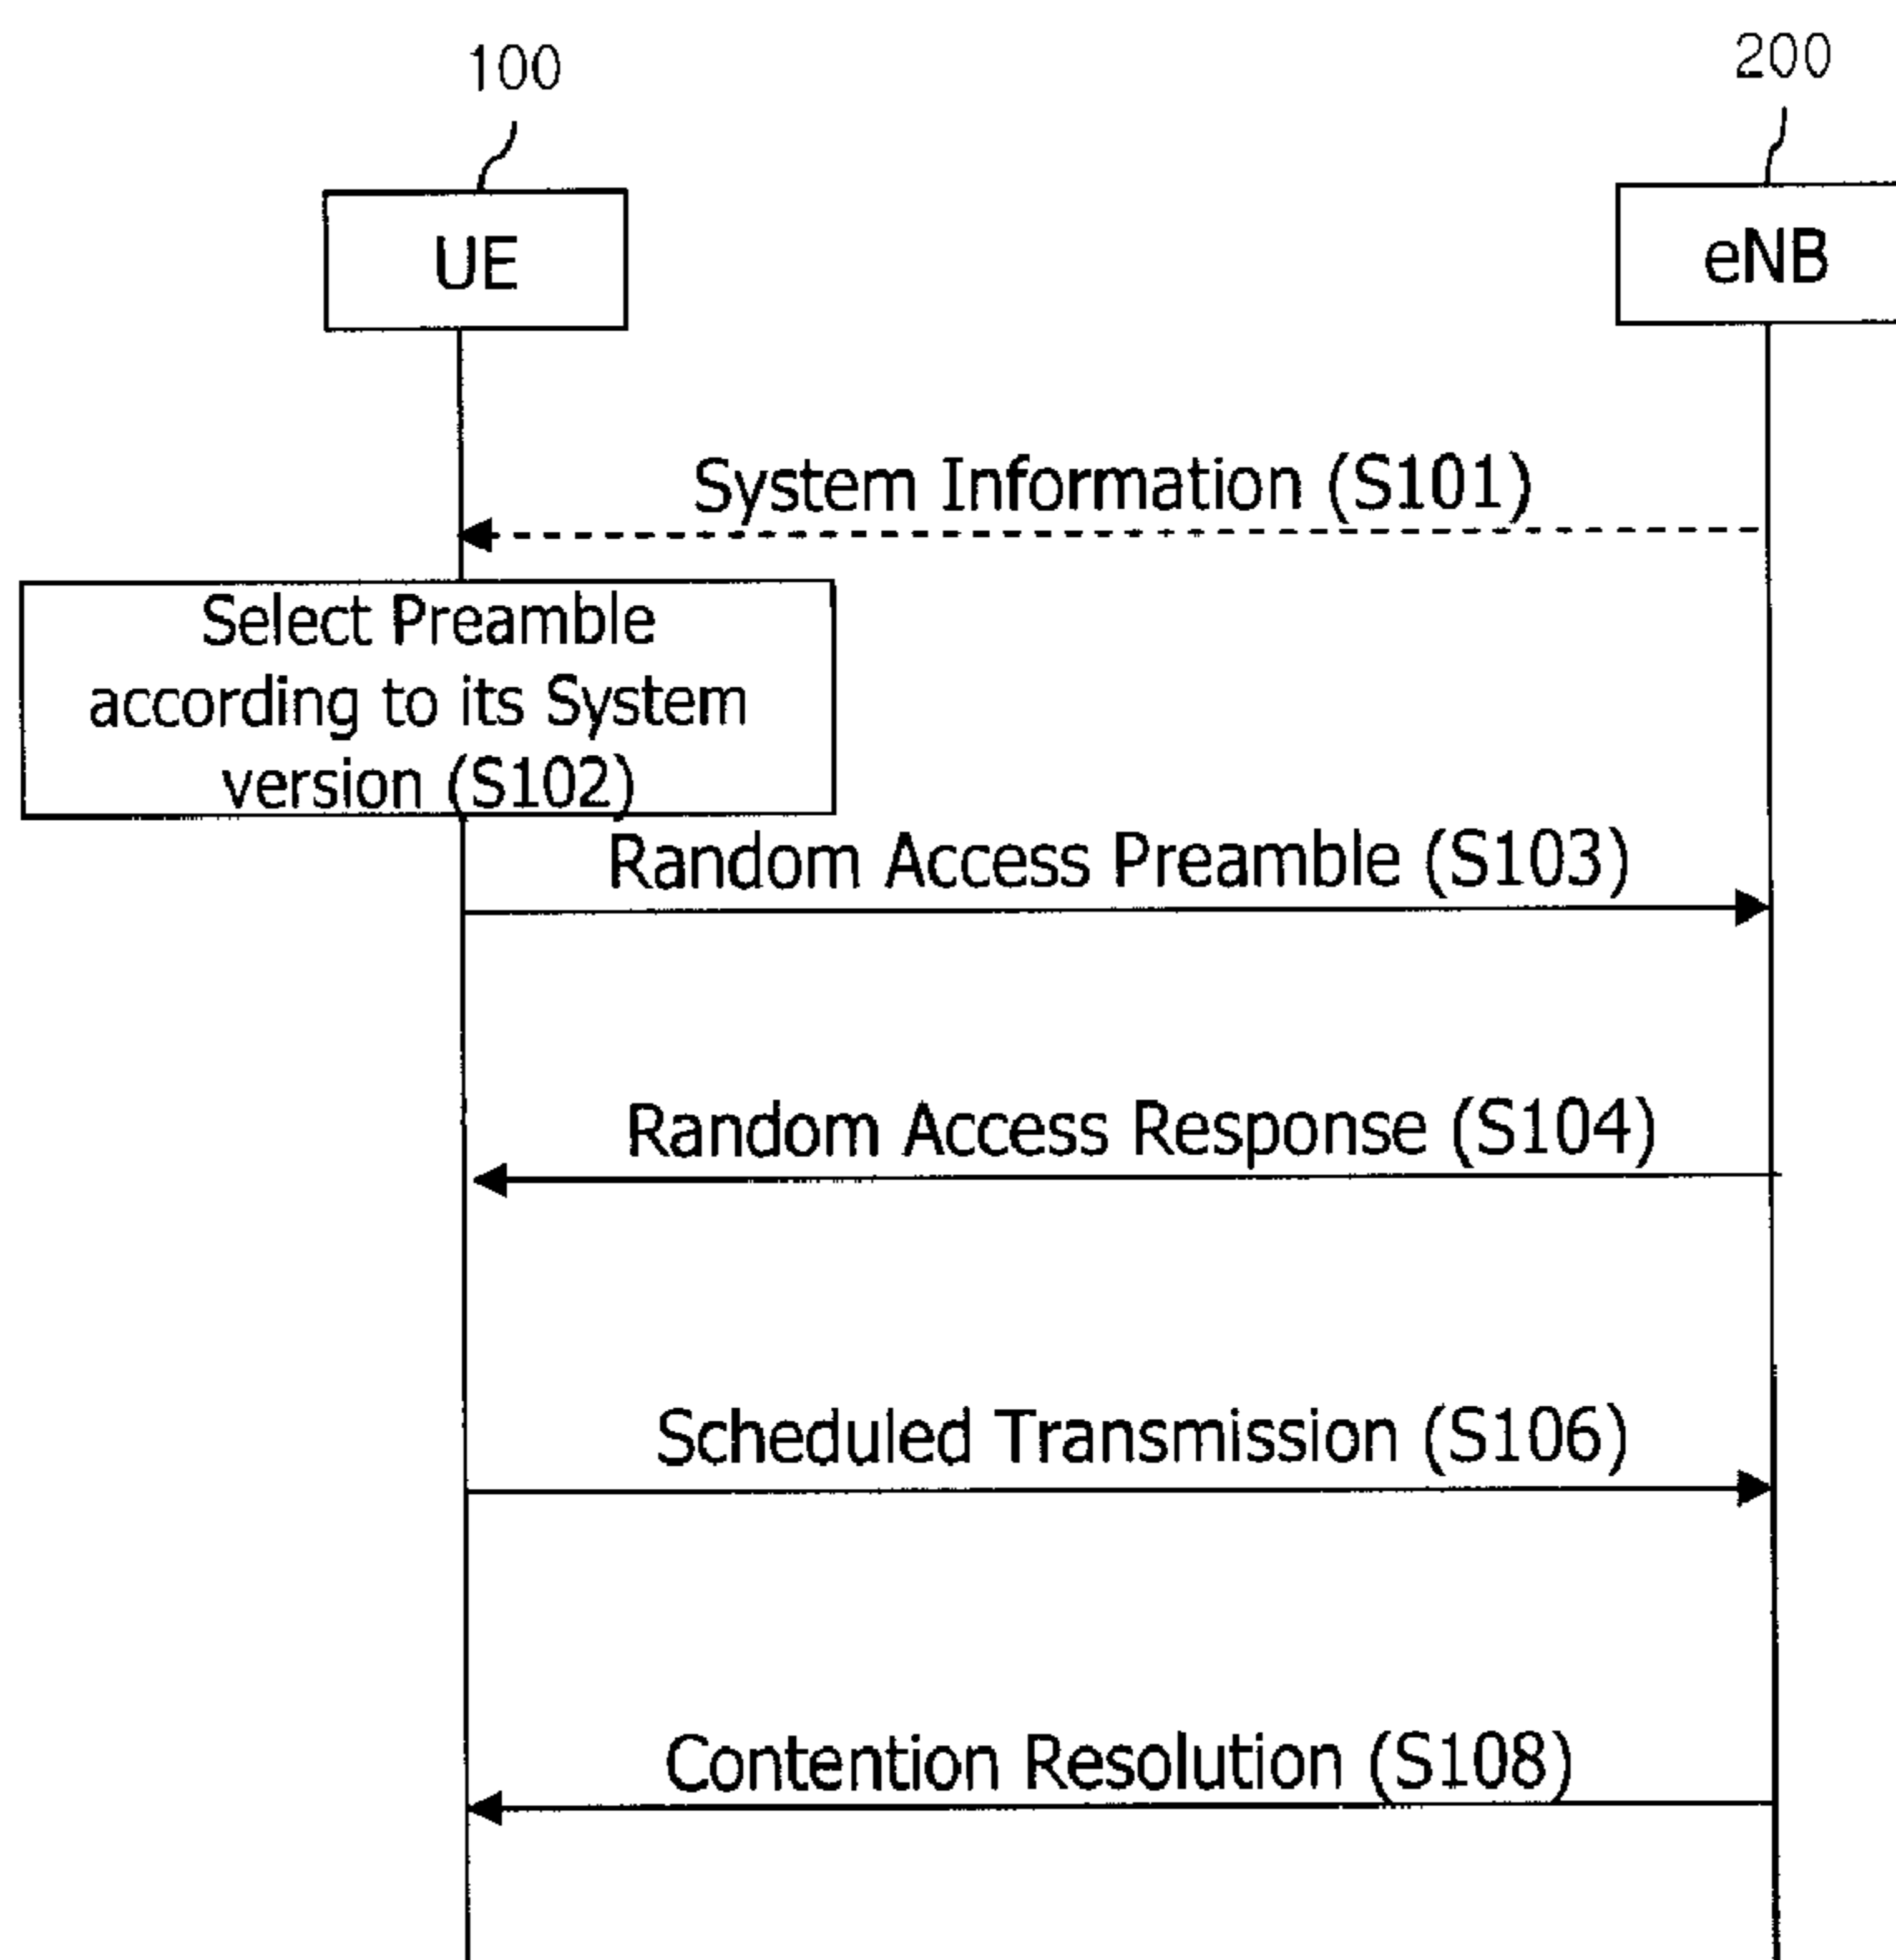 100
200
UE
eNB
System Information (S101)
Select Preamble
according to its System
version (S102)
Random Access Preamble (S103)
Random Access Response (S104)
Scheduled Transmission (S106)
Contention Resolution (S108)